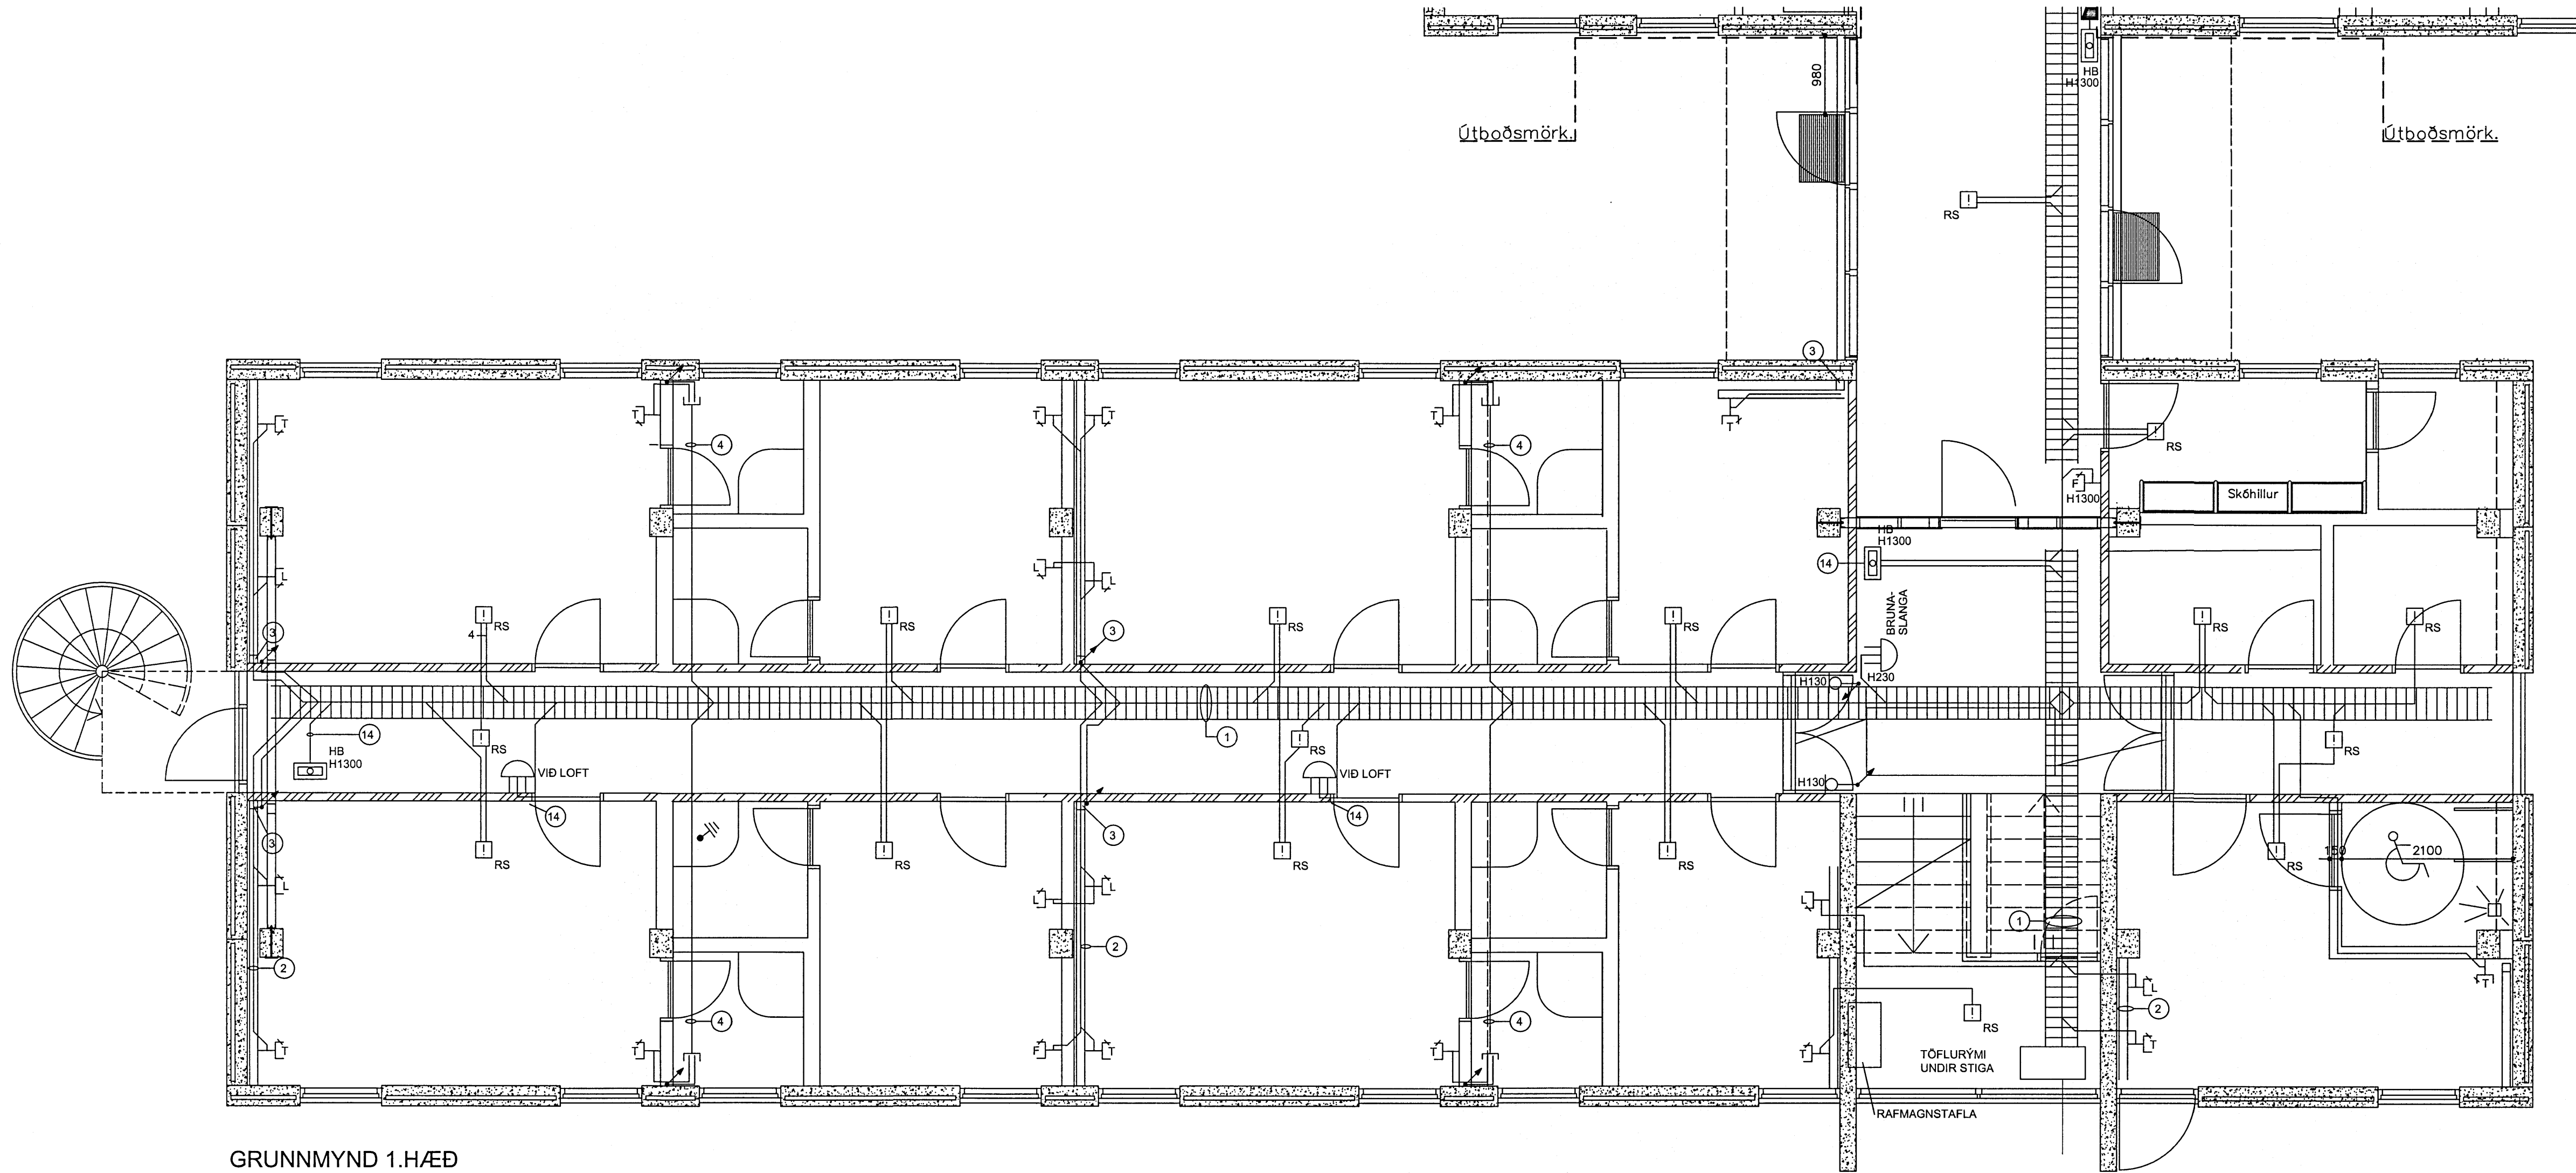 HB
H1300
980
Útboðsmörk.
Útboðsmörk.
RS
3
T
T
T
T
T
T
T
4
4
RS
F
H1300
Skóhillur
HB
H1300
14
L
L
L
BRUNA-
SLANGA
RS
RS
RS
RS
RS
RS
4
3
3
H230
H130
1
14
HB
H1300
RS
VIÐ LOFT
RS
VIÐ LOFT
H130
RS
14
14
3
3
RS
RS
RS
RS
RS
150
2100
L
L
L
L
1
2
2
T
L
2
4
4
RS
T
T
F
T
T
T
T
TÖFLURÝMI
UNDIR STIGA
RAFMAGNSTAFLA
GRUNNMYND 1.HÆÐ